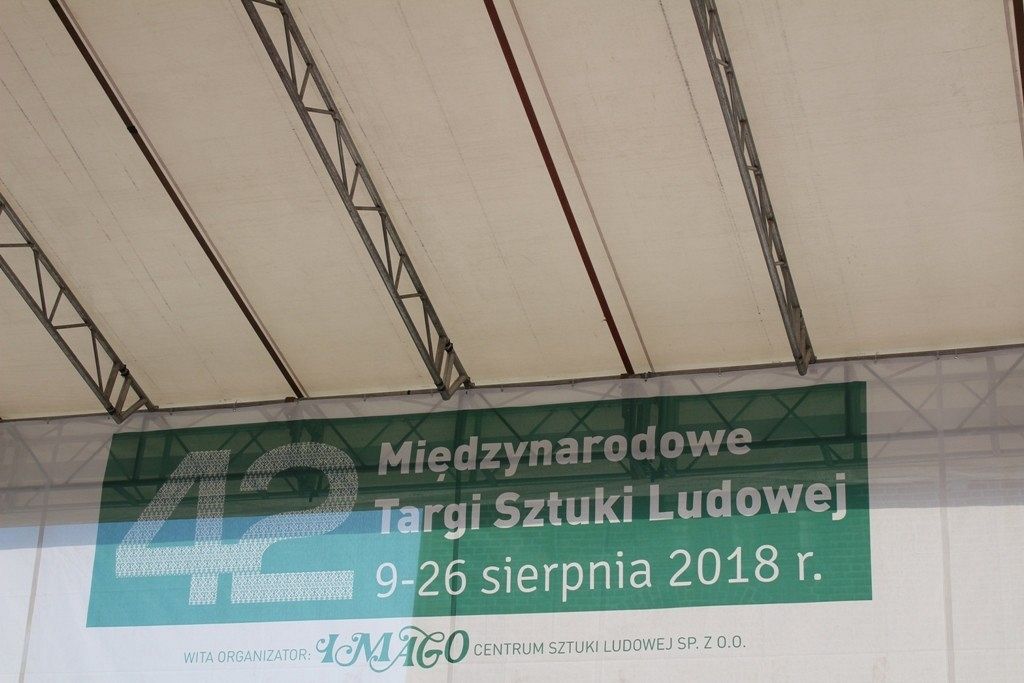 42
Międzynarodowe
Targi Sztuki Ludowej
9-26 sierpnia 2018 r.
WITA ORGANIZATOR: IMAGO CENTRUM SZTUKI LUDOWEJ SP. Z O.O.